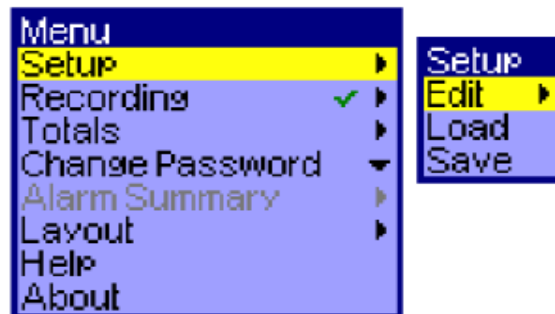 Menu
Setup
Recording
Totals
Change Password
Alarm Summary
Layout
Help
About
Setup
Edit
Load
Save